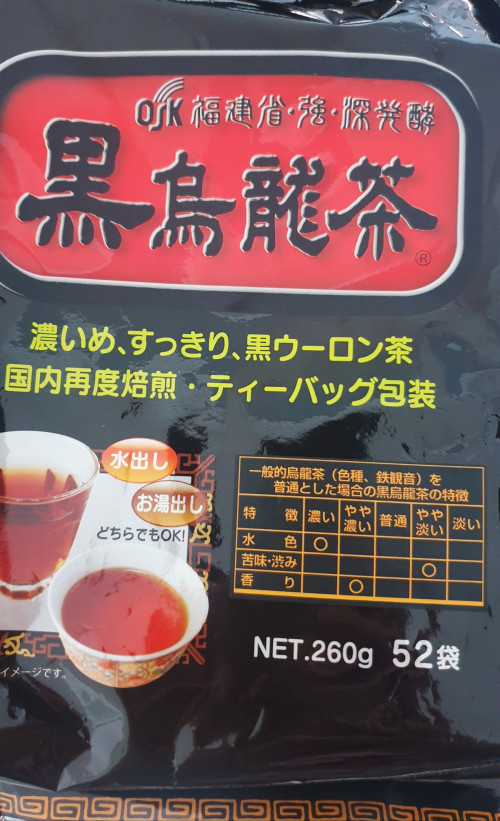 OSK 福建省・強・深発酵
黒烏龍茶®
濃いめ、すっきり、黒ウーロン茶
国内再度焙煎・ティーバッグ包装
水出し
お湯出し
どちらでもOK!
一般的烏龍茶（色種、鉄観音）を
普通とした場合の黒烏龍茶の特徴
特 徴 濃い やや濃い 普通 やや淡い 淡い
水 色 ○
苦味・渋み ○
香 り ○
NET.260g 52袋
イメージです。